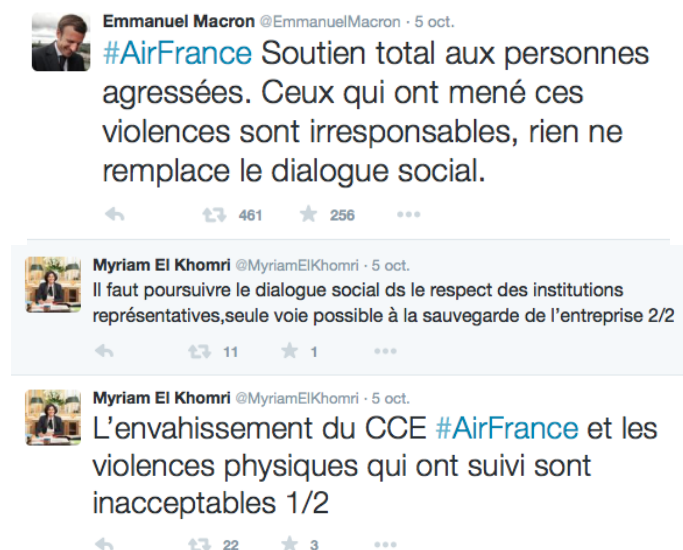 Emmanuel Macron @EmmanuelMacron · 5 oct.
#AirFrance Soutien total aux personnes
agressées. Ceux qui ont mené ces
violences sont irresponsables, rien ne
remplace le dialogue social.
461 256
Myriam El Khomri @MyriamElKhomri · 5 oct.
Il faut poursuivre le dialogue social ds le respect des institutions
représentatives,seule voie possible à la sauvegarde de l'entreprise 2/2
11 1
Myriam El Khomri @MyriamElKhomri · 5 oct.
L'envahissement du CCE #AirFrance et les
violences physiques qui ont suivi sont
inacceptables 1/2
22 3